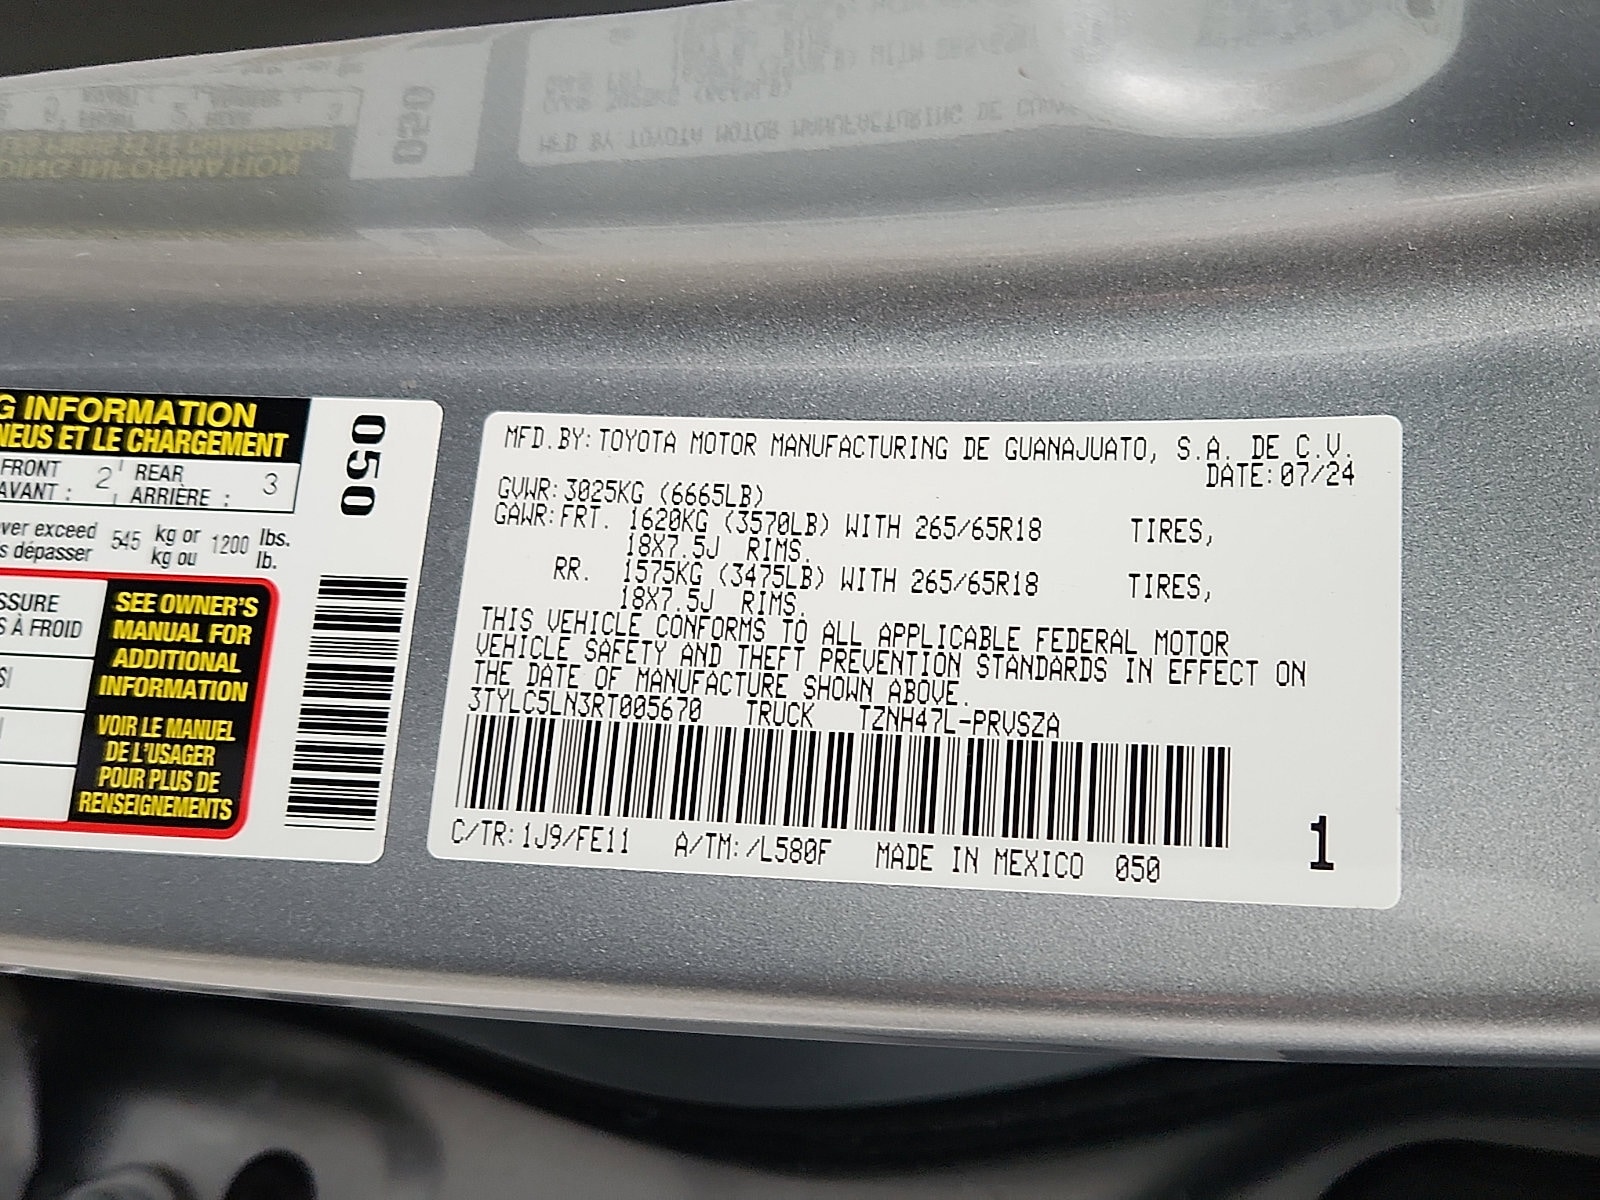 G INFORMATION
NEUS ET LE CHARGEMENT
FRONT 2 REAR 3
AVANT : ARRIÈRE :
ver exceed 545 kg or 1200 lbs.
s dépasser kg ou lb.
SSURE
S À FROID
SI
SEE OWNER'S
MANUAL FOR
ADDITIONAL
INFORMATION
VOIR LE MANUEL
DE L'USAGER
POUR PLUS DE
RENSEIGNEMENTS
050
MFD.BY:TOYOTA MOTOR MANUFACTURING DE GUANAJUATO, S.A. DE C.V.
DATE:07/24
GVWR:3025KG (6665LB)
GAWR:FRT. 1620KG (3570LB) WITH 265/65R18 TIRES,
18X7.5J RIMS.
RR. 1575KG (3475LB) WITH 265/65R18 TIRES,
18X7.5J RIMS.
THIS VEHICLE CONFORMS TO ALL APPLICABLE FEDERAL MOTOR
VEHICLE SAFETY AND THEFT PREVENTION STANDARDS IN EFFECT ON
THE DATE OF MANUFACTURE SHOWN ABOVE.
3TYLC5LN3RT005670 TRUCK TZNH47L-PRVSZA
C/TR:1J9/FE11 A/TM:/L580F MADE IN MEXICO 050
1